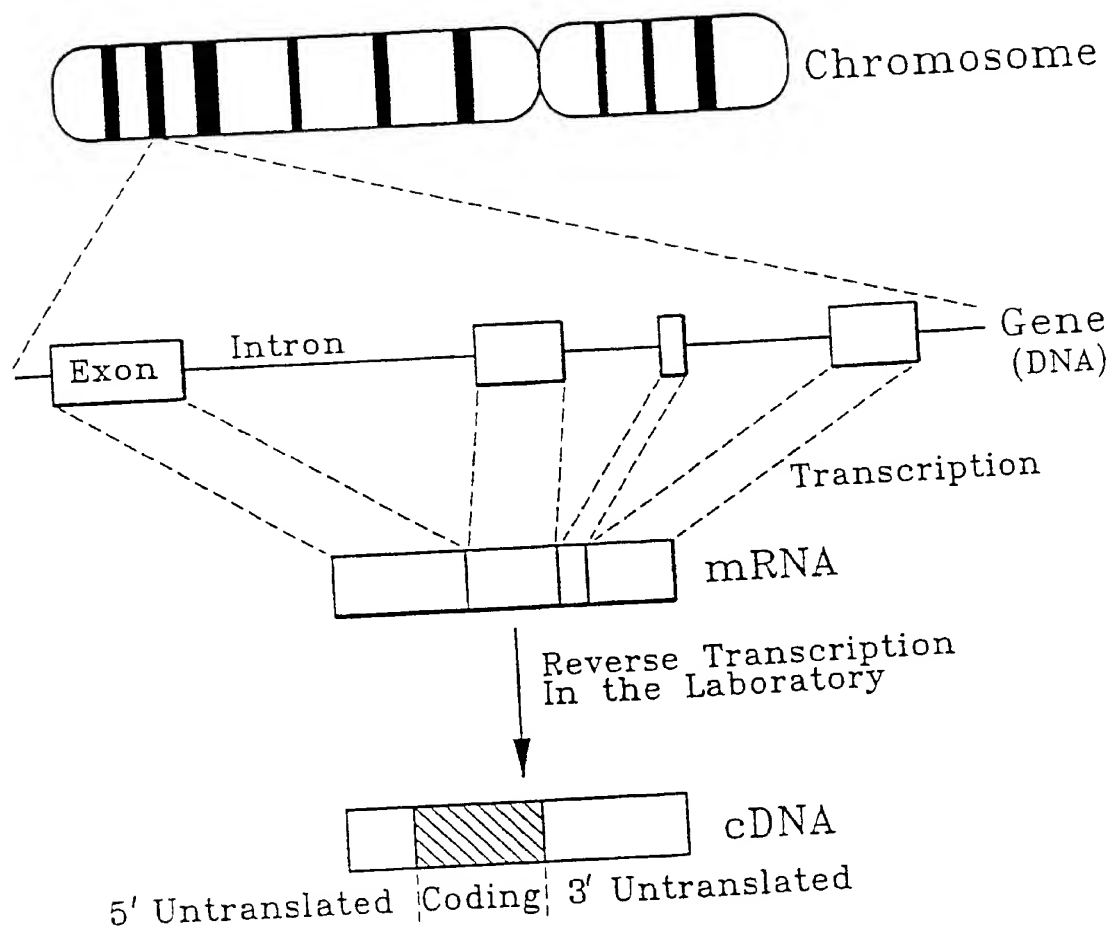 Chromosome
Gene
(DNA)
Intron
Exon
Transcription
mRNA
Reverse Transcription
In the Laboratory
cDNA
5' Untranslated Coding 3' Untranslated